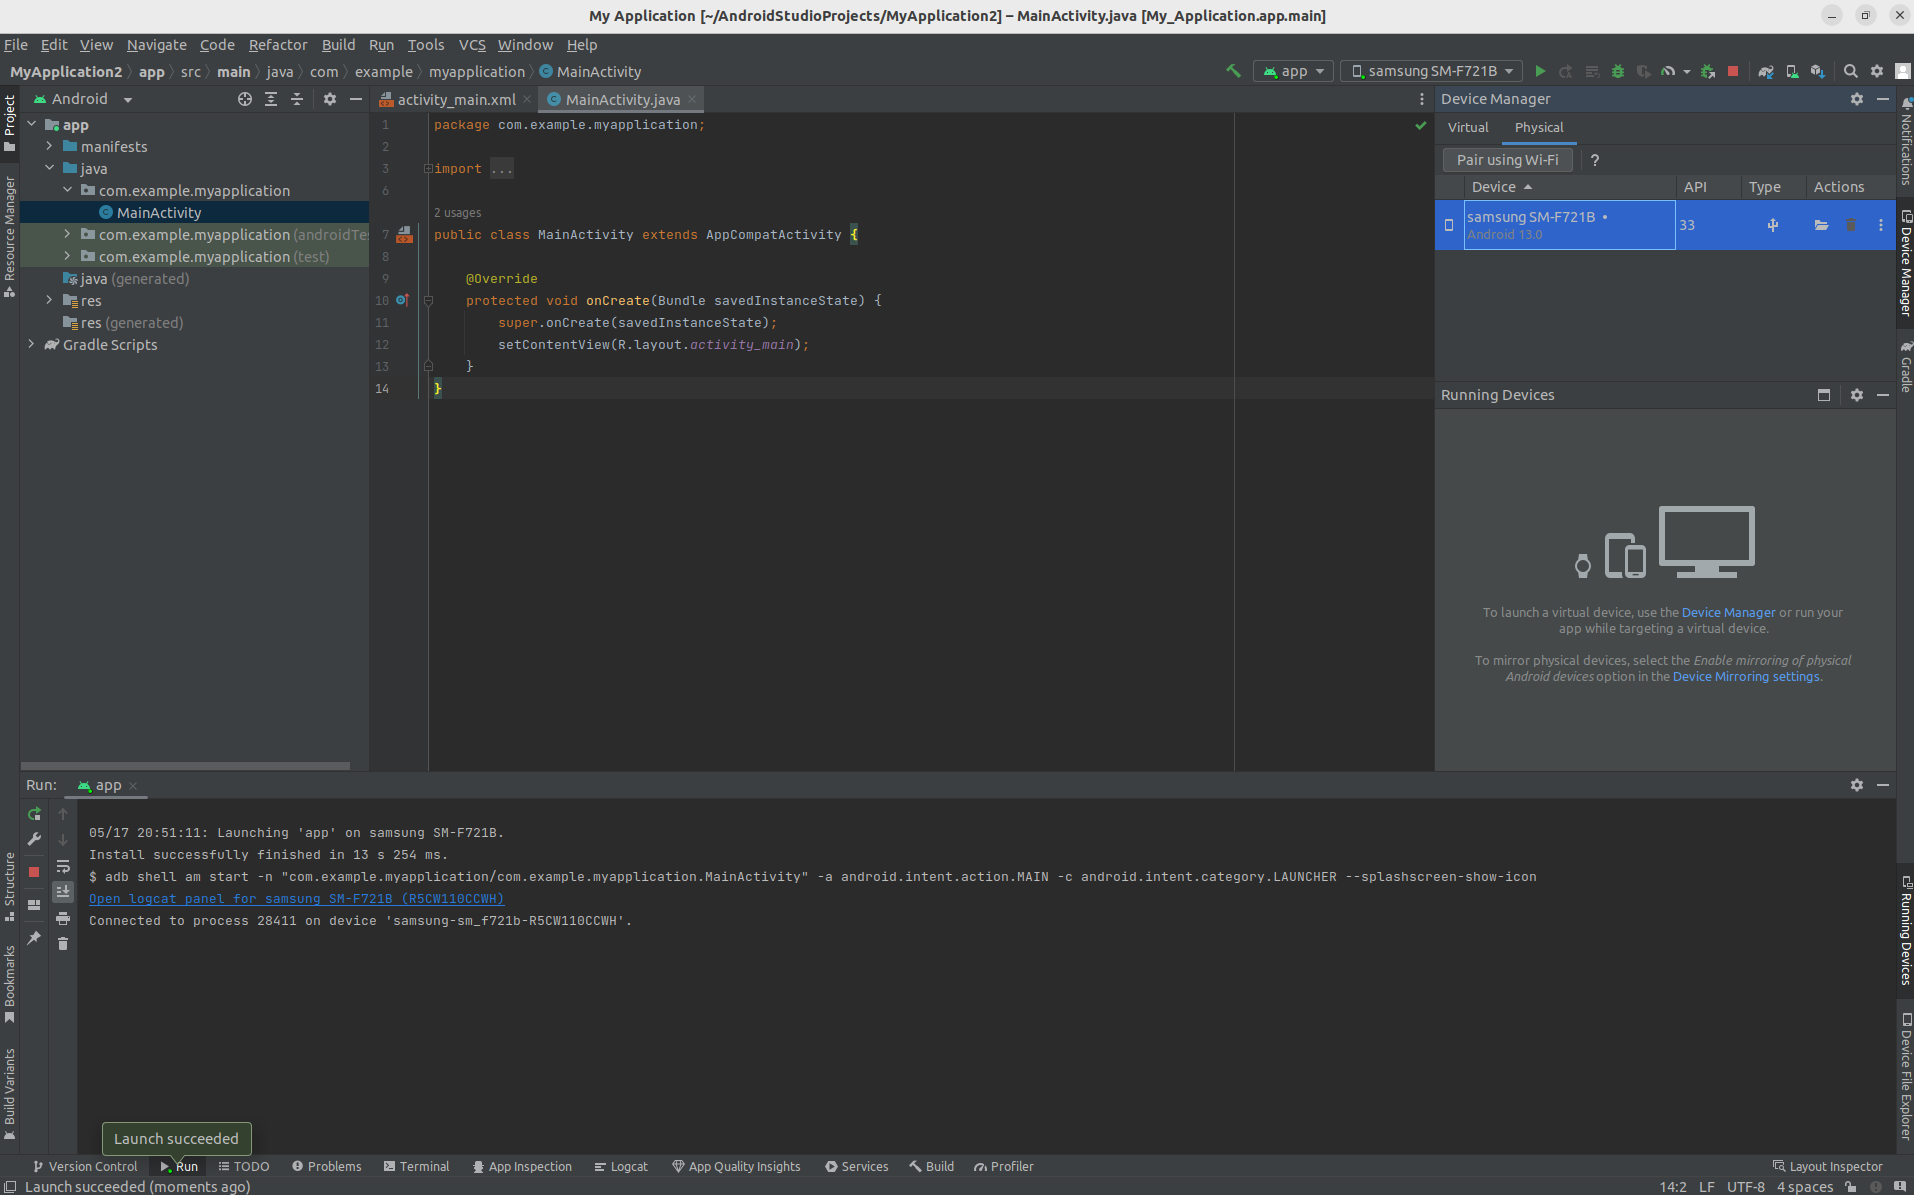 My Application [~/AndroidStudioProjects/MyApplication2] – MainActivity.java [My_Application.app.main]
File Edit View Navigate Code Refactor Build Run Tools VCS Window Help
MyApplication2 app src main java com example myapplication MainActivity
app samsung SM-F721B
Project
Resource Manager
Structure
Bookmarks
Build Variants
Android
app
manifests
java
com.example.myapplication
MainActivity
com.example.myapplication (androidTes
com.example.myapplication (test)
java (generated)
res
res (generated)
Gradle Scripts
activity_main.xml MainActivity.java
1 package com.example.myapplication;
2
3 import ...
6
2 usages
7 public class MainActivity extends AppCompatActivity {
8
9 @Override
10 protected void onCreate(Bundle savedInstanceState) {
11 super.onCreate(savedInstanceState);
12 setContentView(R.layout.activity_main);
13 }
14 }
Device Manager
Virtual Physical
Pair using Wi-Fi ?
Device API Type Actions
samsung SM-F721B
Android 13.0
33
Running Devices
To launch a virtual device, use the Device Manager or run your
app while targeting a virtual device.
To mirror physical devices, select the Enable mirroring of physical
Android devices option in the Device Mirroring settings.
Notifications
Device Manager
Gradle
Running Devices
Device File Explorer
Run: app
05/17 20:51:11: Launching 'app' on samsung SM-F721B.
Install successfully finished in 13 s 254 ms.
$ adb shell am start -n "com.example.myapplication/com.example.myapplication.MainActivity" -a android.intent.action.MAIN -c android.intent.category.LAUNCHER --splashscreen-show-icon
Open logcat panel for samsung SM-F721B (R5CW110CCWH)
Connected to process 28411 on device 'samsung-sm_f721b-R5CW110CCWH'.
Launch succeeded
Version Control Run TODO Problems Terminal App Inspection Logcat App Quality Insights Services Build Profiler Layout Inspector
Launch succeeded (moments ago) 14:2 LF UTF-8 4 spaces